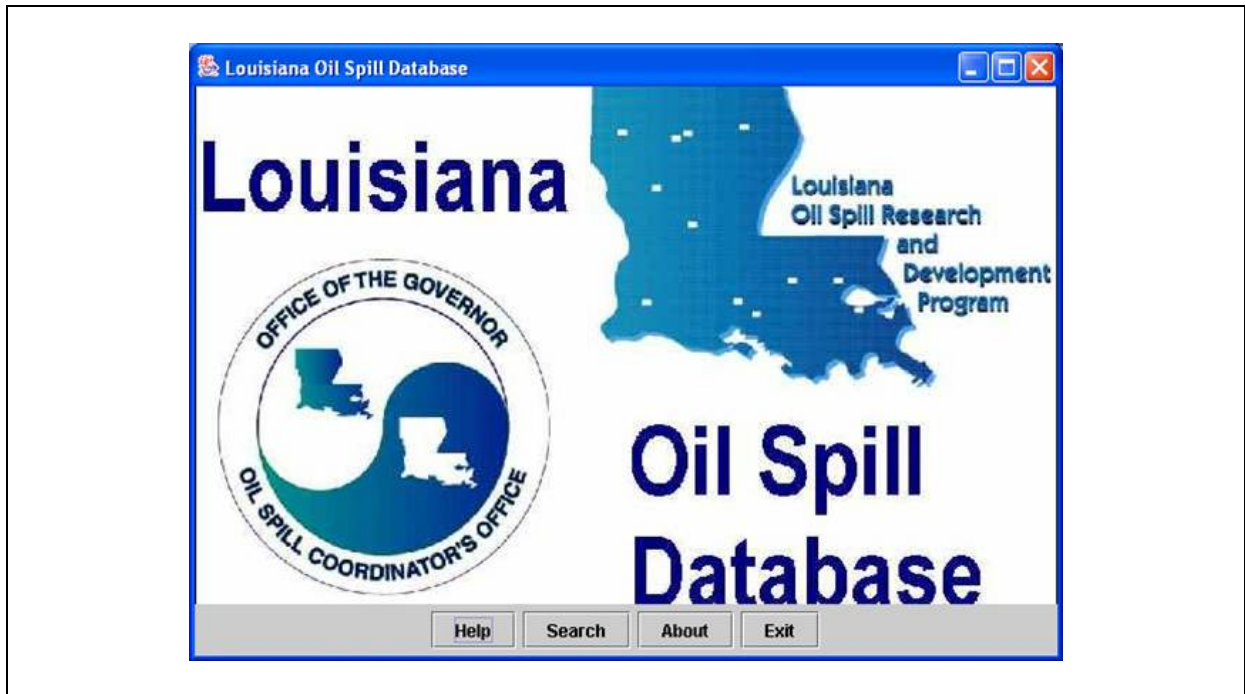 Louisiana Oil Spill Database
Louisiana
Louisiana
Oil Spill Research
and
Development
Program
OFFICE OF THE GOVERNOR
OIL SPILL COORDINATOR'S OFFICE
Oil Spill
Database
Help Search About Exit